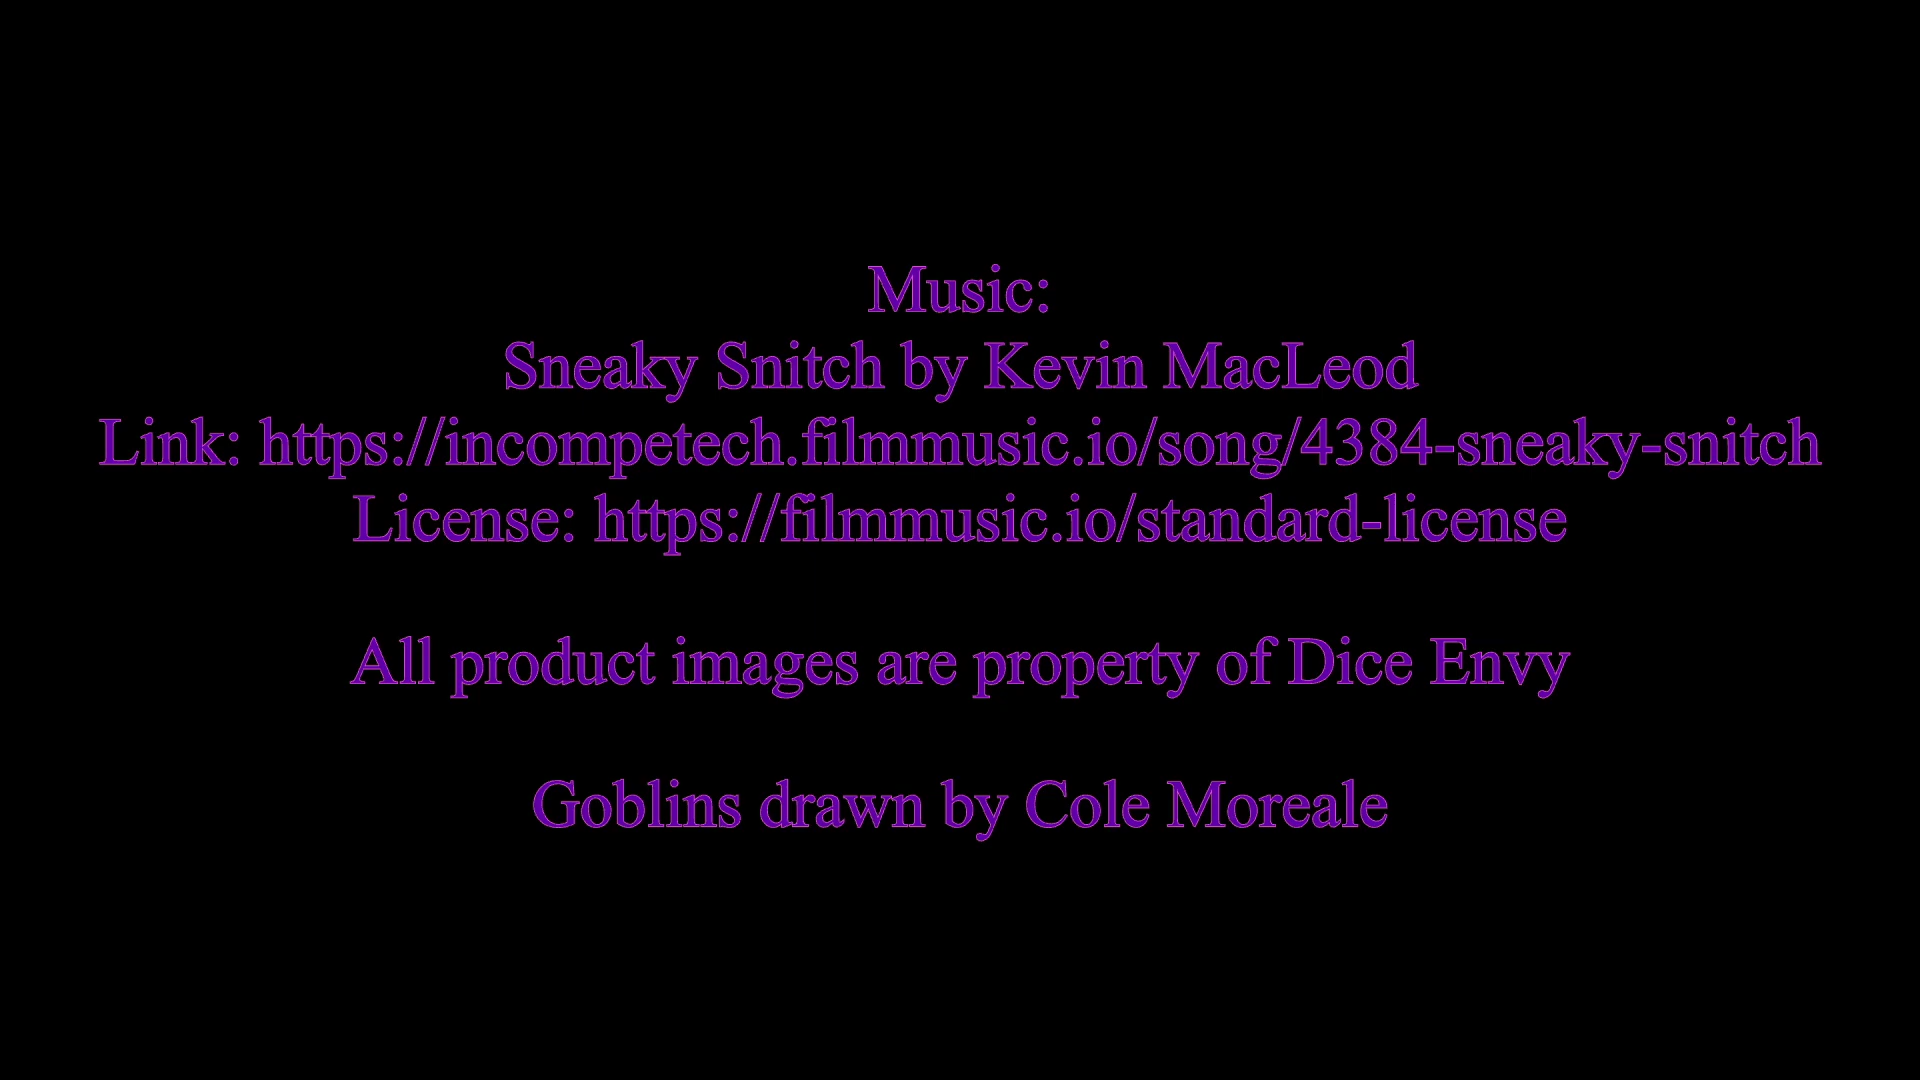 Music:
Sneaky Snitch by Kevin MacLeod
Link: https://incompetech.filmmusic.io/song/4384-sneaky-snitch
License: https://filmmusic.io/standard-license
All product images are property of Dice Envy
Goblins drawn by Cole Moreale